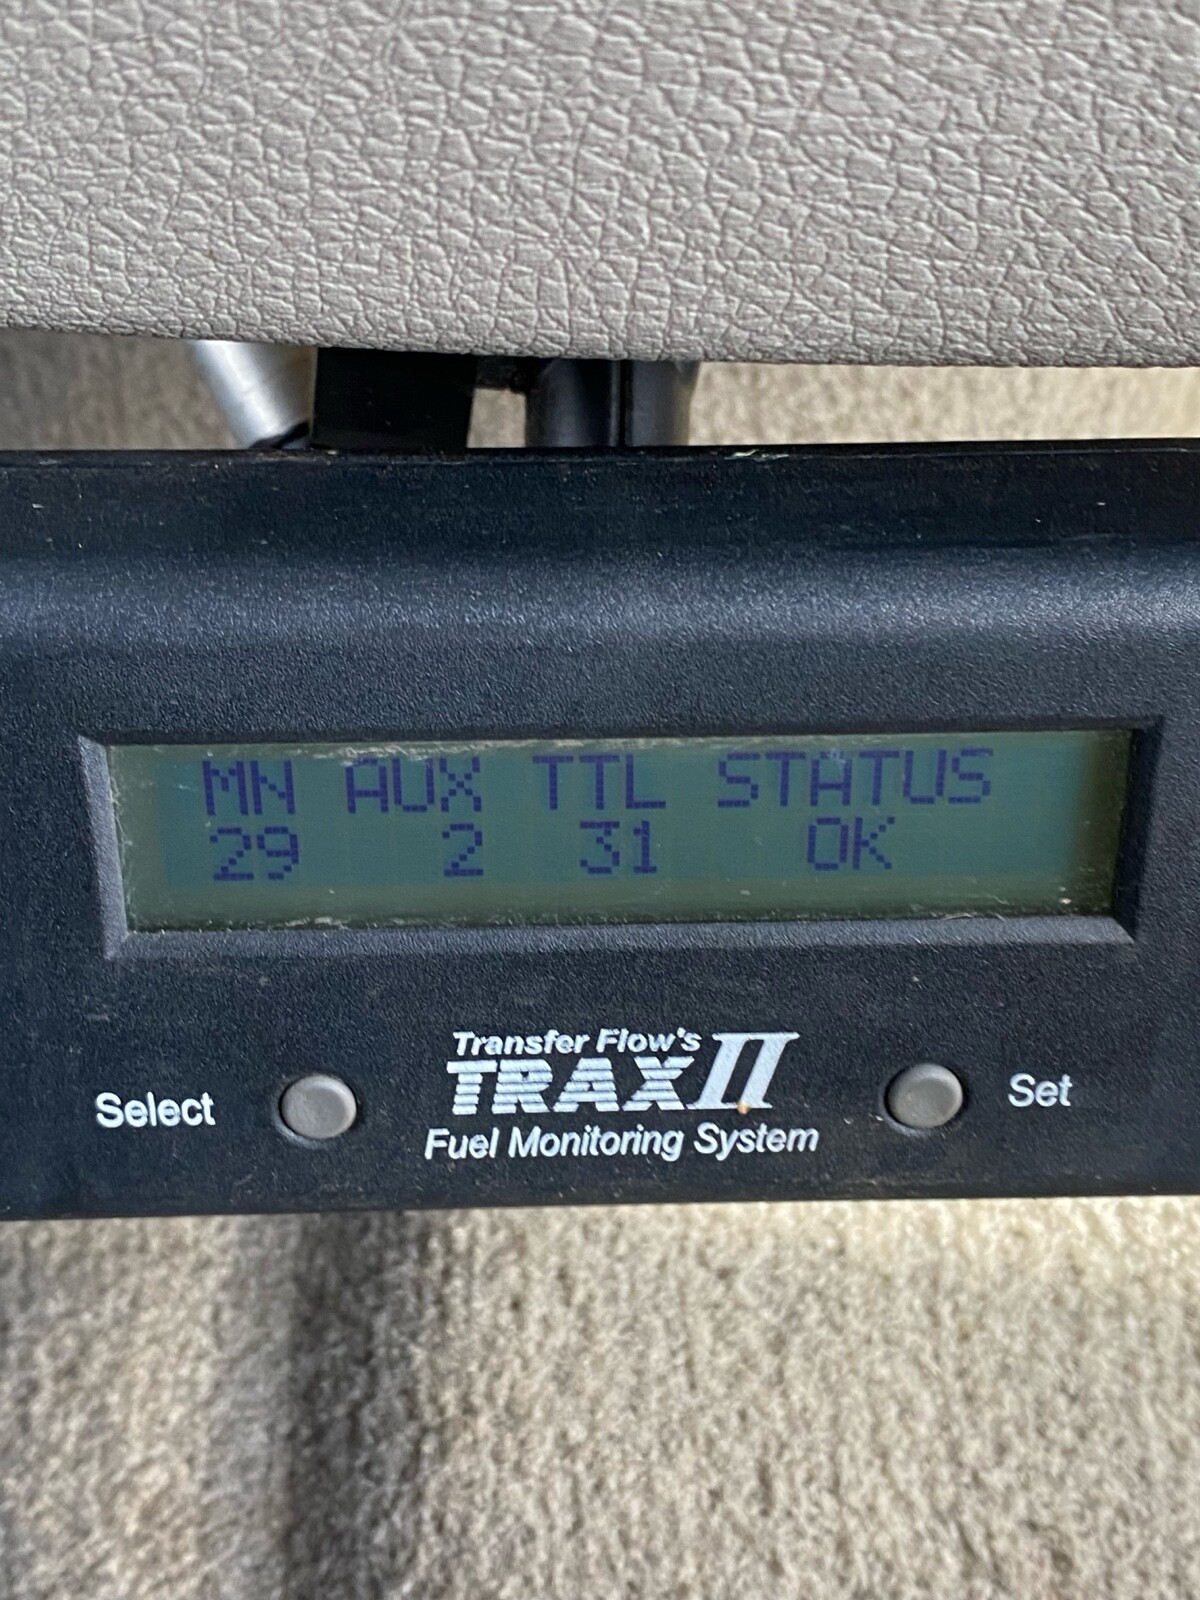 MN AUX TTL STATUS
29 2 31 OK
Transfer Flow's
TRAX II
Fuel Monitoring System
Select
Set